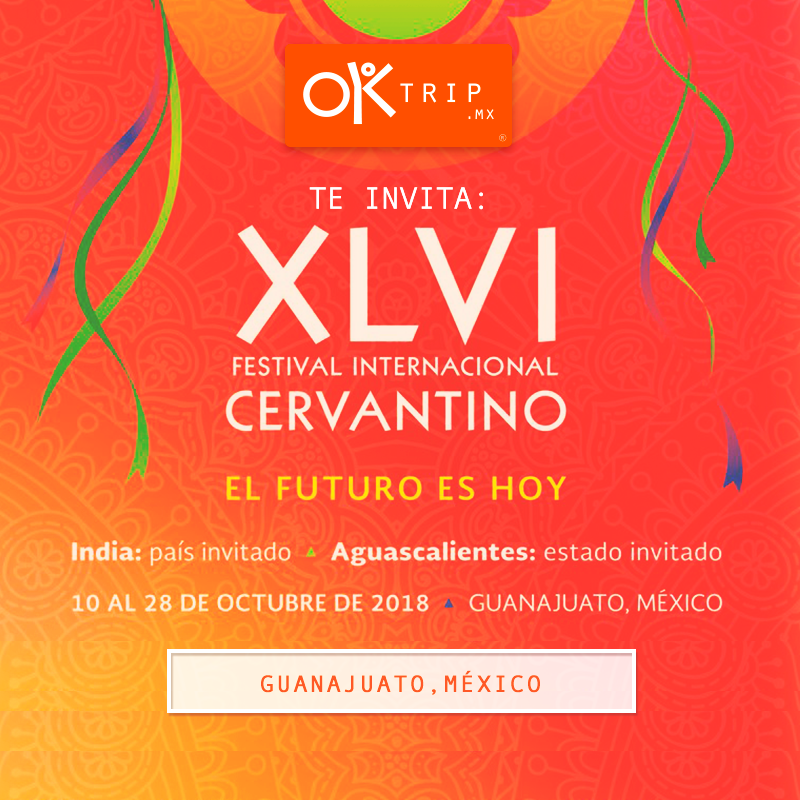 OK TRIP
.MX
®
TE INVITA:
XLVI
FESTIVAL INTERNACIONAL
CERVANTINO
EL FUTURO ES HOY
India: país invitado ▲ Aguascalientes: estado invitado
10 AL 28 DE OCTUBRE DE 2018 ▲ GUANAJUATO, MÉXICO
GUANAJUATO,MÉXICO